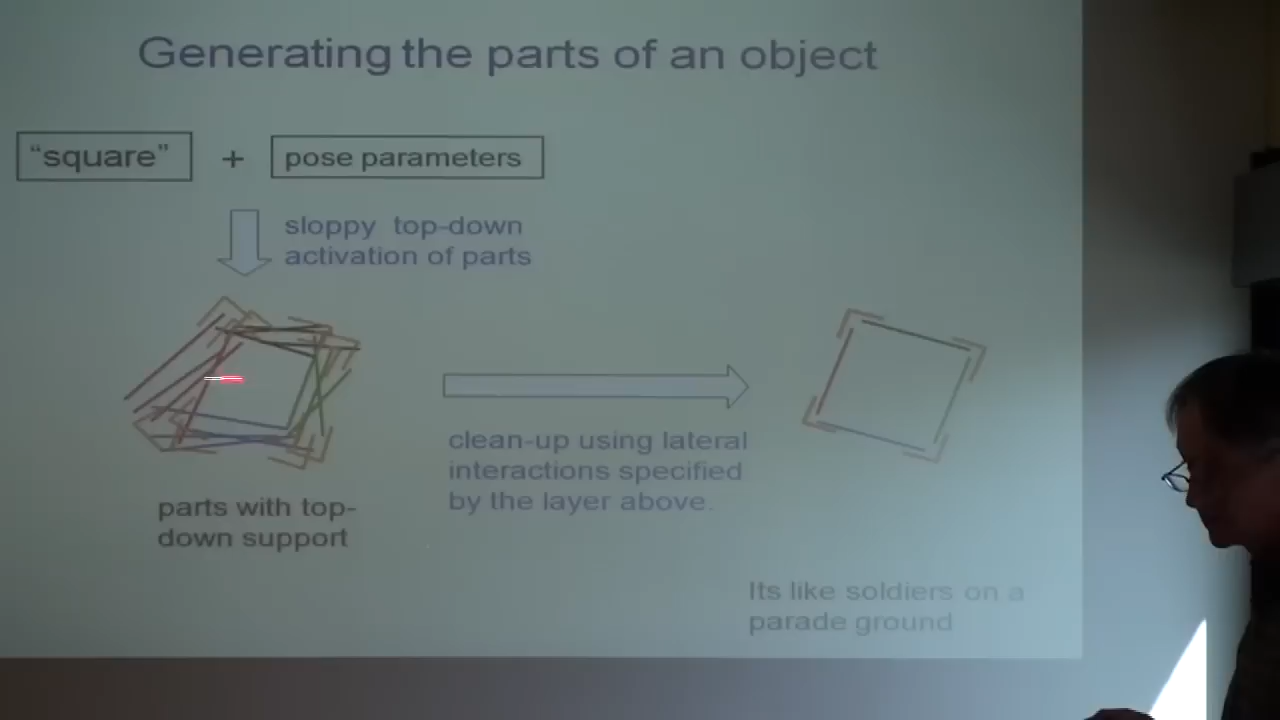 Generating the parts of an object
“square” + pose parameters
sloppy top-down
activation of parts
clean-up using lateral
interactions specified
by the layer above.
parts with top-
down support
Its like soldiers on a
parade ground